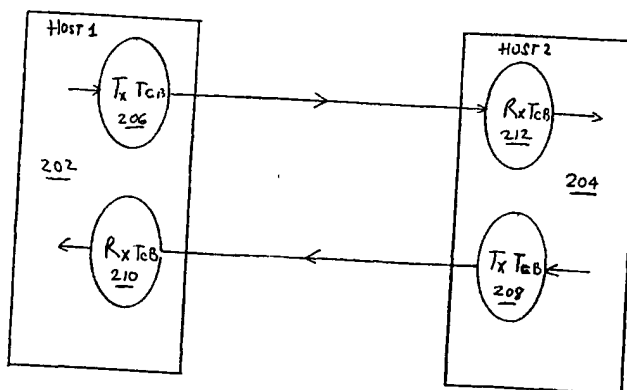 HOST 1
Tx TCB
206
202
Rx TCB
210
HOST 2
Rx TCB
212
204
Tx TCB
208